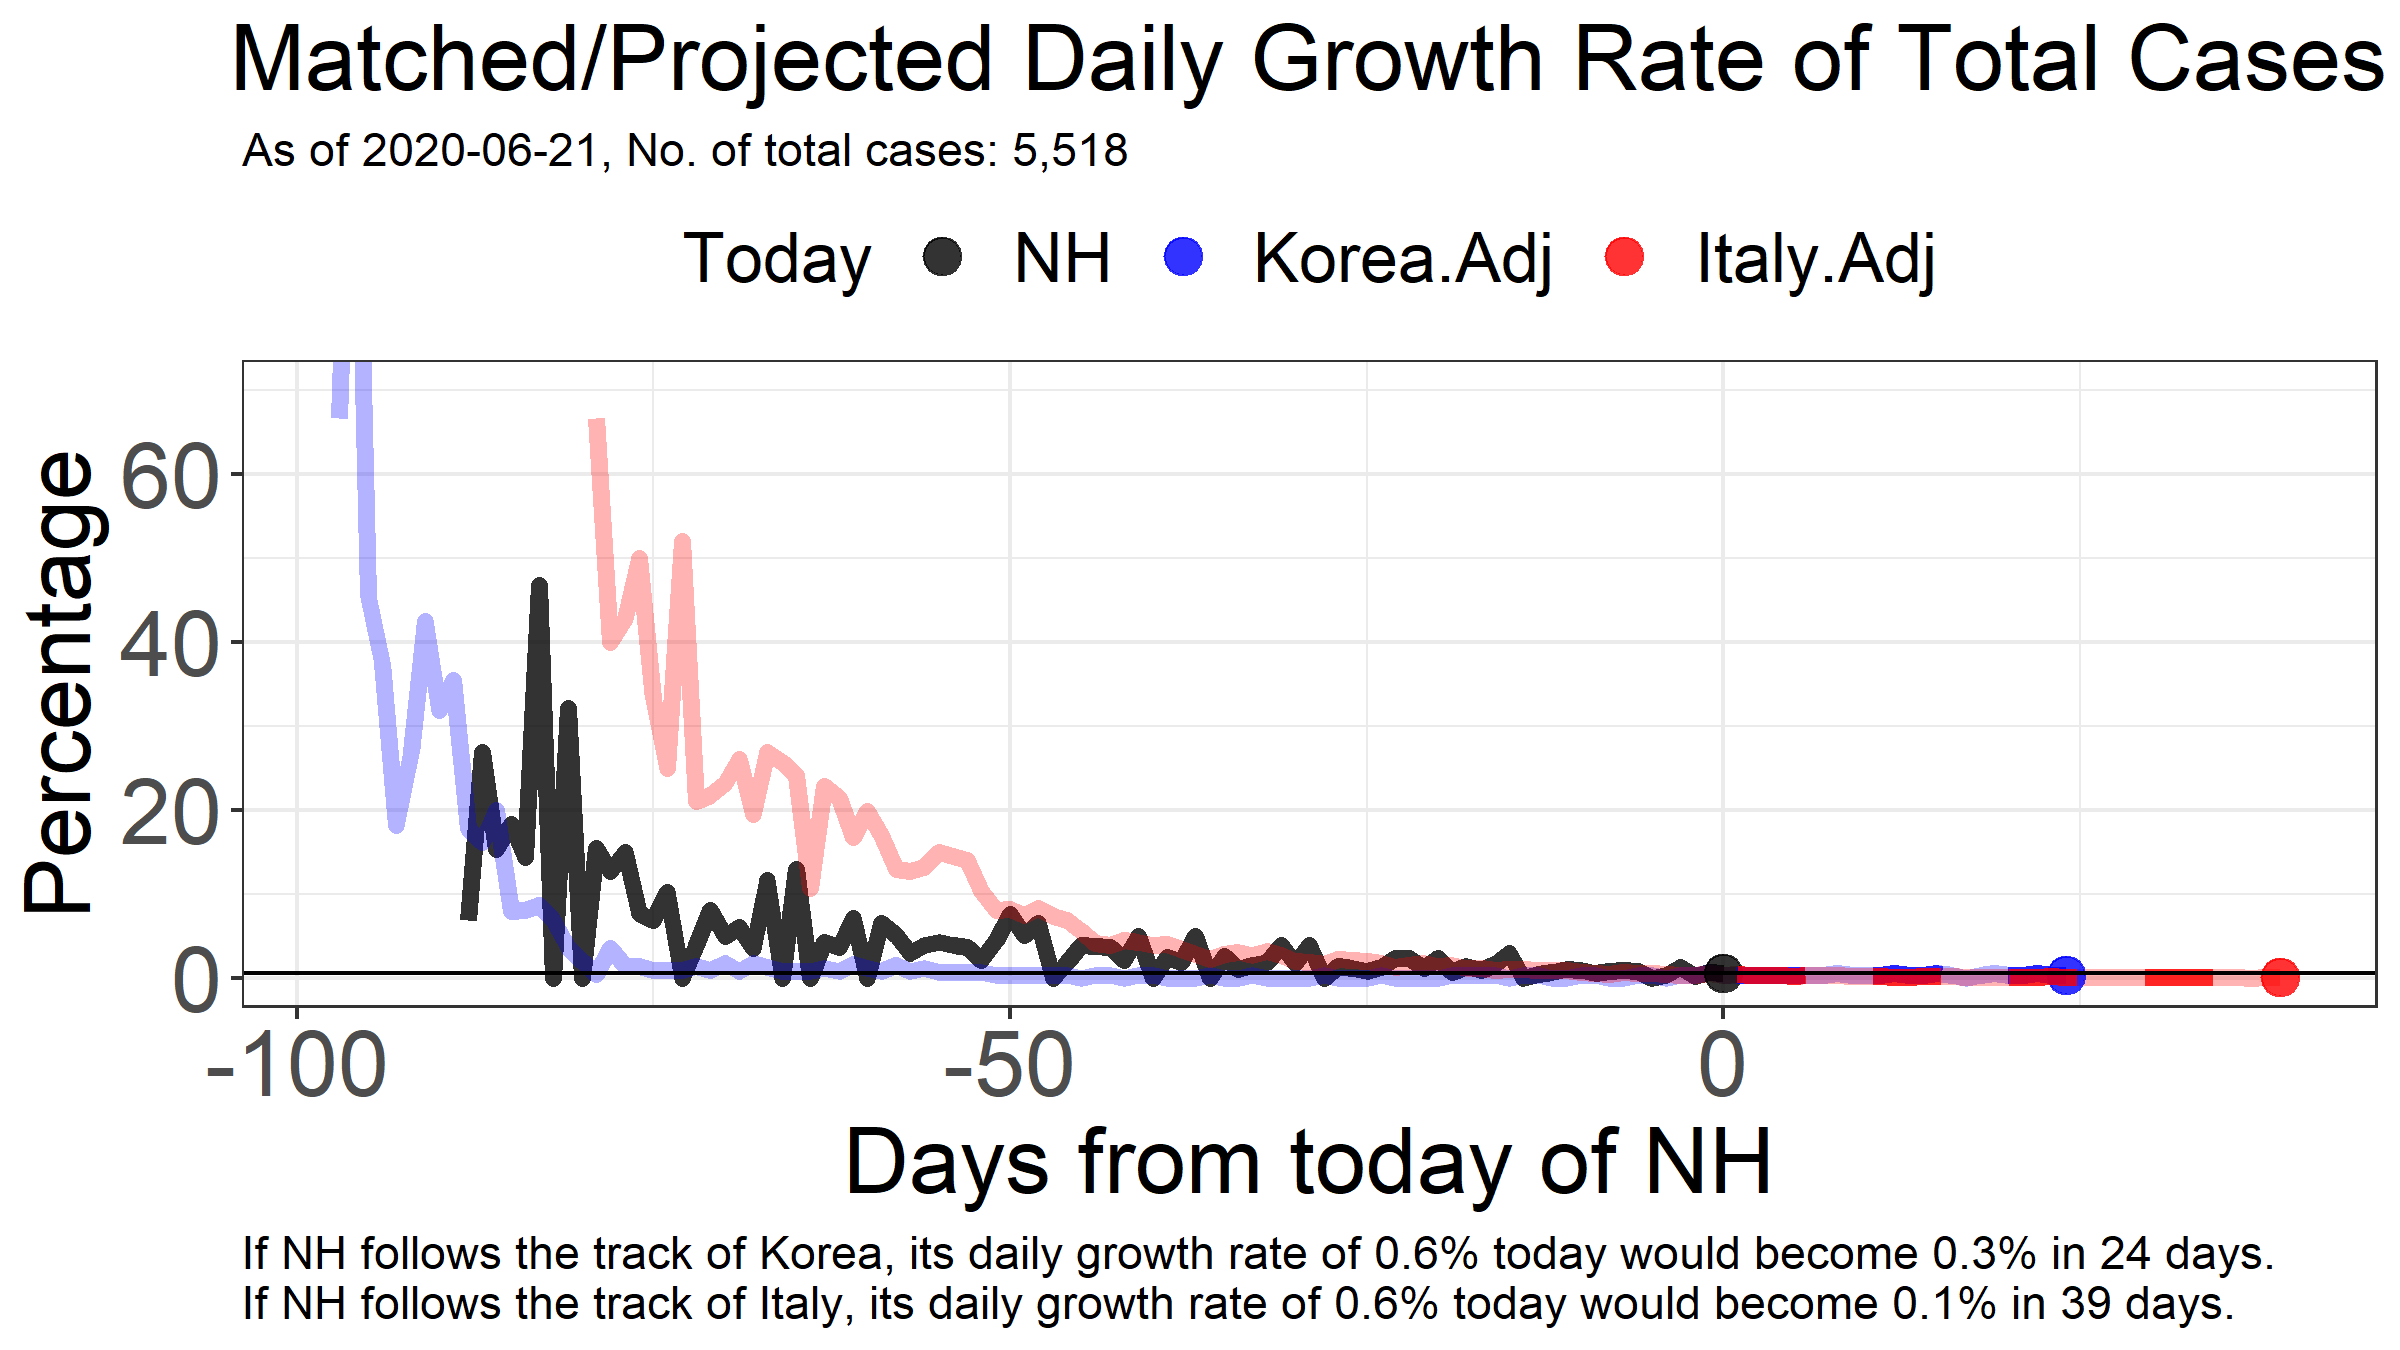 Matched/Projected Daily Growth Rate of Total Cases
As of 2020-06-21, No. of total cases: 5,518
Today NH Korea.Adj Italy.Adj
Percentage
60
40
20
0
-100 -50 0
Days from today of NH
If NH follows the track of Korea, its daily growth rate of 0.6% today would become 0.3% in 24 days.
If NH follows the track of Italy, its daily growth rate of 0.6% today would become 0.1% in 39 days.